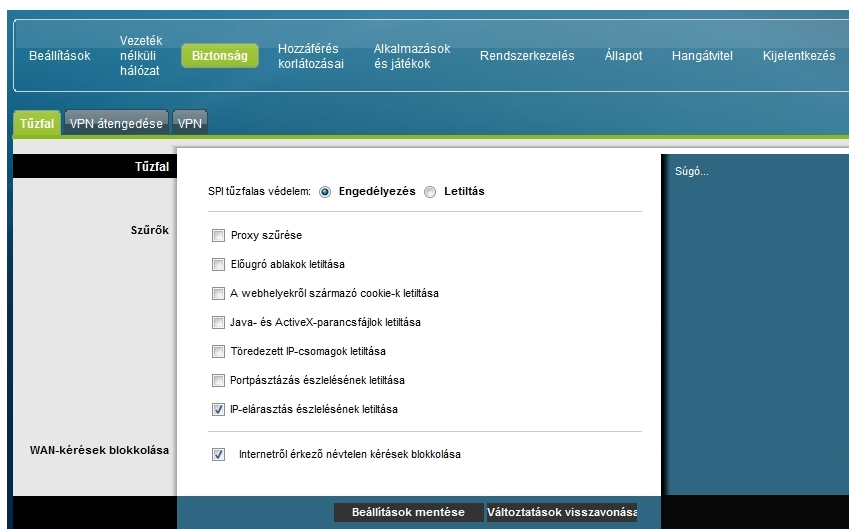 Beállítások
Vezeték
nélküli
hálózat
Biztonság
Hozzáférés
korlátozásai
Alkalmazások
és játékok
Rendszerkezelés
Állapot
Hangátvitel
Kijelentkezés
Tűzfal
VPN átengedése
VPN
Tűzfal
Súgó...
SPI tűzfalas védelem:
Engedélyezés
Letiltás
Szűrők
Proxy szűrése
Előugró ablakok letiltása
A webhelyekről származó cookie-k letiltása
Java- és ActiveX-parancsfájlok letiltása
Töredezett IP-csomagok letiltása
Portpásztázás észlelésének letiltása
IP-elárasztás észlelésének letiltása
WAN-kérések blokkolása
Internetről érkező névtelen kérések blokkolása
Beállítások mentése
Változtatások visszavonása